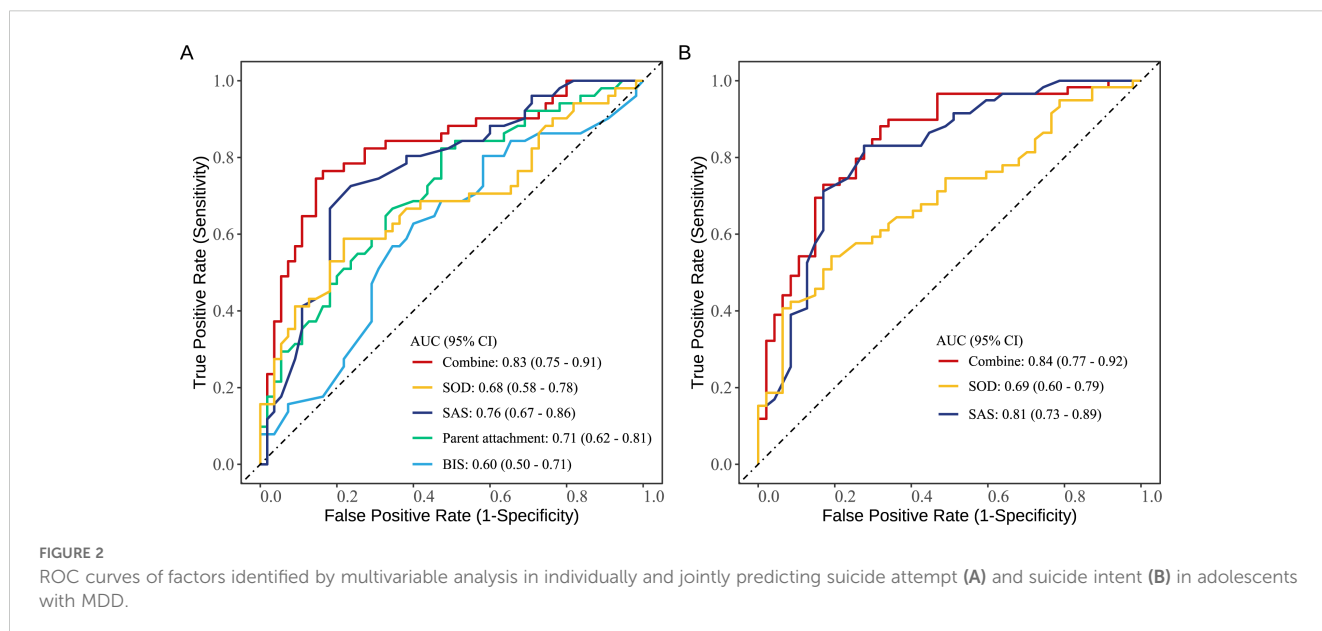 A
True Positive Rate (Sensitivity)
1.0
0.8
0.6
0.4
0.2
0.0
AUC (95% CI)
Combine: 0.83 (0.75 - 0.91)
SOD: 0.68 (0.58 - 0.78)
SAS: 0.76 (0.67 - 0.86)
Parent attachment: 0.71 (0.62 - 0.81)
BIS: 0.60 (0.50 - 0.71)
0.0 0.2 0.4 0.6 0.8 1.0
False Positive Rate (1-Specificity)
B
True Positive Rate (Sensitivity)
1.0
0.8
0.6
0.4
0.2
0.0
AUC (95% CI)
Combine: 0.84 (0.77 - 0.92)
SOD: 0.69 (0.60 - 0.79)
SAS: 0.81 (0.73 - 0.89)
0.0 0.2 0.4 0.6 0.8 1.0
False Positive Rate (1-Specificity)
FIGURE 2
ROC curves of factors identified by multivariable analysis in individually and jointly predicting suicide attempt (A) and suicide intent (B) in adolescents
with MDD.